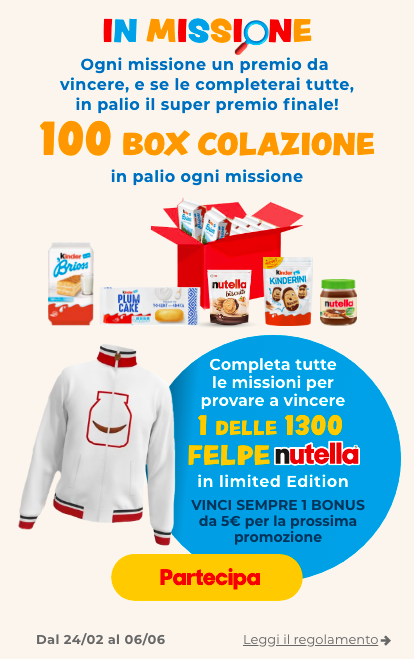 IN MISSIONE
Ogni missione un premio da
vincere, e se le completerai tutte,
in palio il super premio finale!
100 BOX COLAZIONE
in palio ogni missione
Kinder
Brioss
Kinder
PLUM
CAKE
nutella
biscuits
Kinder
KINDERINI
nutella
Completa tutte
le missioni per
provare a vincere
1 DELLE 1300
FELPE nutella
in limited Edition
VINCI SEMPRE 1 BONUS
da 5€ per la prossima
promozione
Partecipa
Dal 24/02 al 06/06
Leggi il regolamento